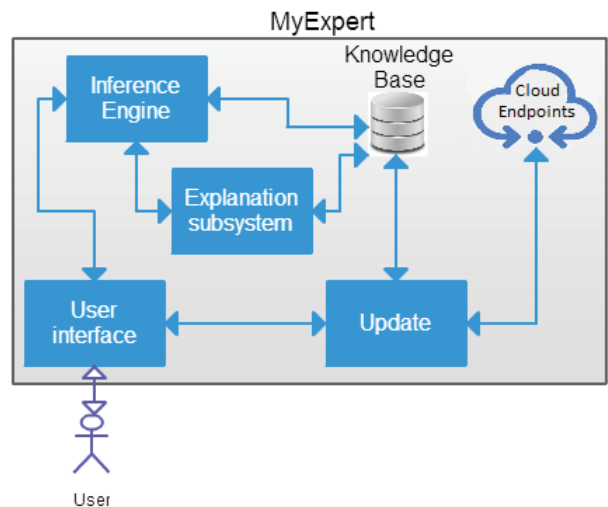 MyExpert
Inference
Engine
Knowledge
Base
Cloud
Endpoints
Explanation
subsystem
User
interface
Update
User